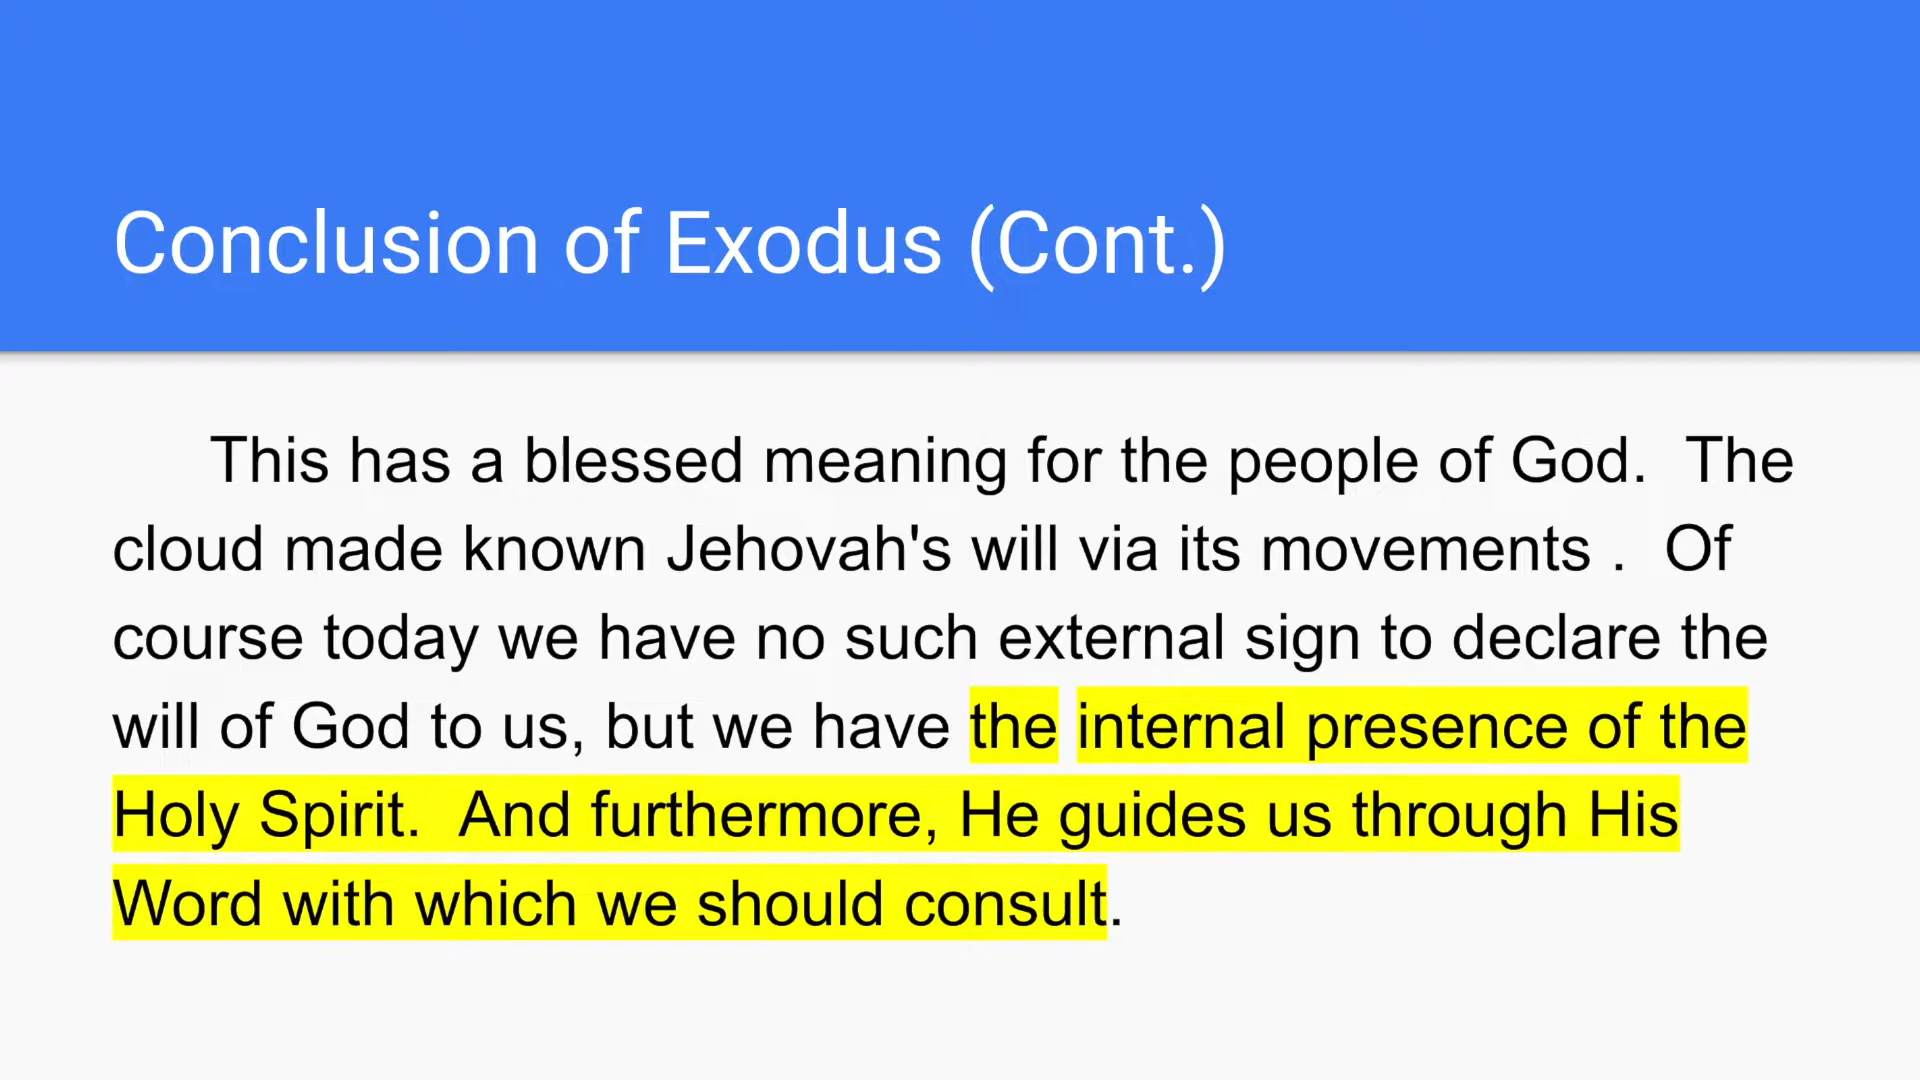 Conclusion of Exodus (Cont.)
This has a blessed meaning for the people of God.  The
cloud made known Jehovah's will via its movements .  Of
course today we have no such external sign to declare the
will of God to us, but we have the internal presence of the
Holy Spirit.  And furthermore, He guides us through His
Word with which we should consult.